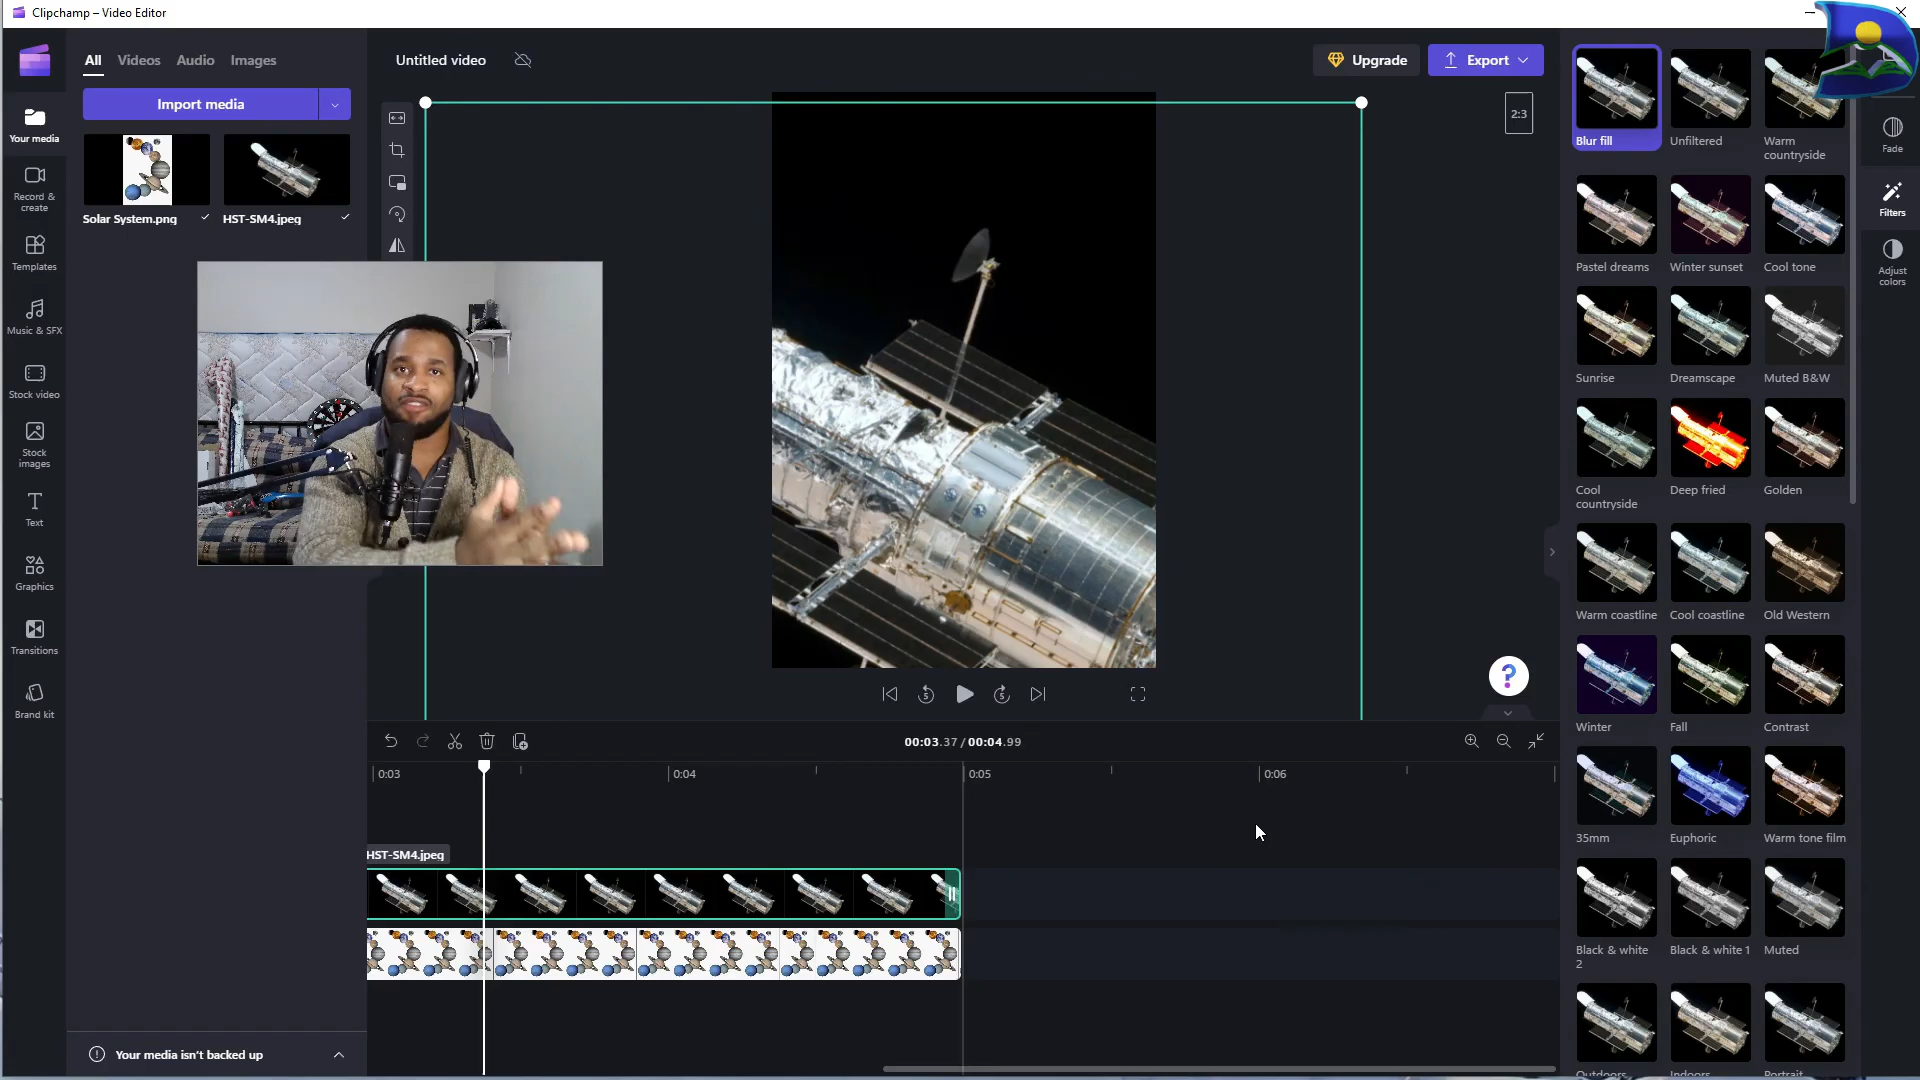 Clipchamp – Video Editor
All
Videos
Audio
Images
Import media
Solar System.png
HST-SM4.jpeg
Your media
Record &
create
Templates
Music & SFX
Stock video
Stock
images
Text
Graphics
Transitions
Brand kit
Your media isn't backed up
Untitled video
Upgrade
Export
2:3
5
5
?
00:03.37 / 00:04.99
0:03
0:04
0:05
0:06
HST-SM4.jpeg
Blur fill
Unfiltered
Warm
countryside
Pastel dreams
Winter sunset
Cool tone
Sunrise
Dreamscape
Muted B&W
Cool
countryside
Deep fried
Golden
Warm coastline
Cool coastline
Old Western
Winter
Fall
Contrast
35mm
Euphoric
Warm tone film
Black & white
2
Black & white 1
Muted
Outdoors
Indoors
Portrait
Fade
Filters
Adjust
colors